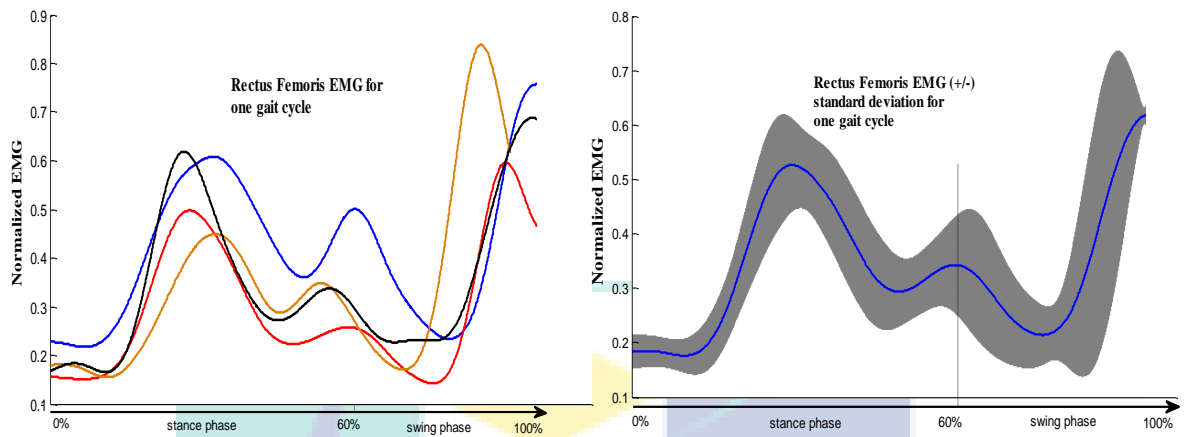 0.9
0.8
0.7
0.6
0.5
0.4
0.3
0.2
0.1
Normalized EMG
Rectus Femoris EMG for
one gait cycle
0%
stance phase
60%
swing phase
100%
0.8
0.7
0.6
0.5
0.4
0.3
0.2
0.1
Normalized EMG
Rectus Femoris EMG (+/-)
standard deviation for
one gait cycle
0%
stance phase
60%
swing phase
100%